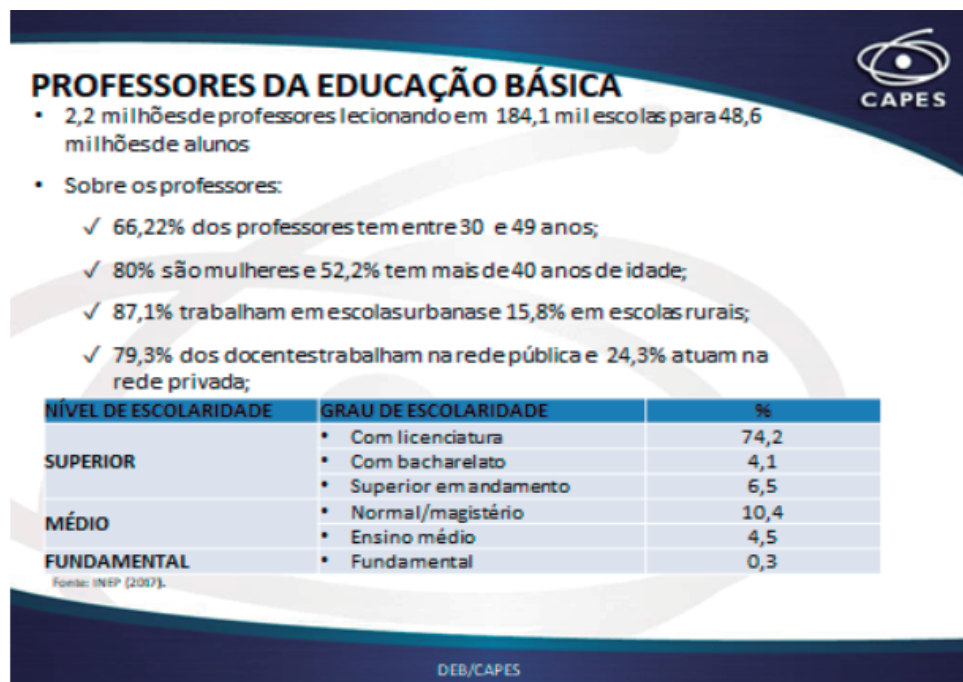 CAPES
PROFESSORES DA EDUCAÇÃO BÁSICA
• 2,2 milhões de professores lecionando em 184,1 mil escolas para 48,6
milhões de alunos
• Sobre os professores:
✓ 66,22% dos professores tem entre 30 e 49 anos;
✓ 80% são mulheres e 52,2% tem mais de 40 anos de idade;
✓ 87,1% trabalham em escolas urbanas e 15,8% em escolas rurais;
✓ 79,3% dos docentes trabalham na rede pública e 24,3% atuam na
rede privada;
NÍVEL DE ESCOLARIDADE GRAU DE ESCOLARIDADE %
SUPERIOR
• Com licenciatura 74,2
• Com bacharelato 4,1
• Superior em andamento 6,5
MÉDIO
• Normal/magistério 10,4
• Ensino médio 4,5
FUNDAMENTAL • Fundamental 0,3
Fonte: INEP (2017).
DEB/CAPES